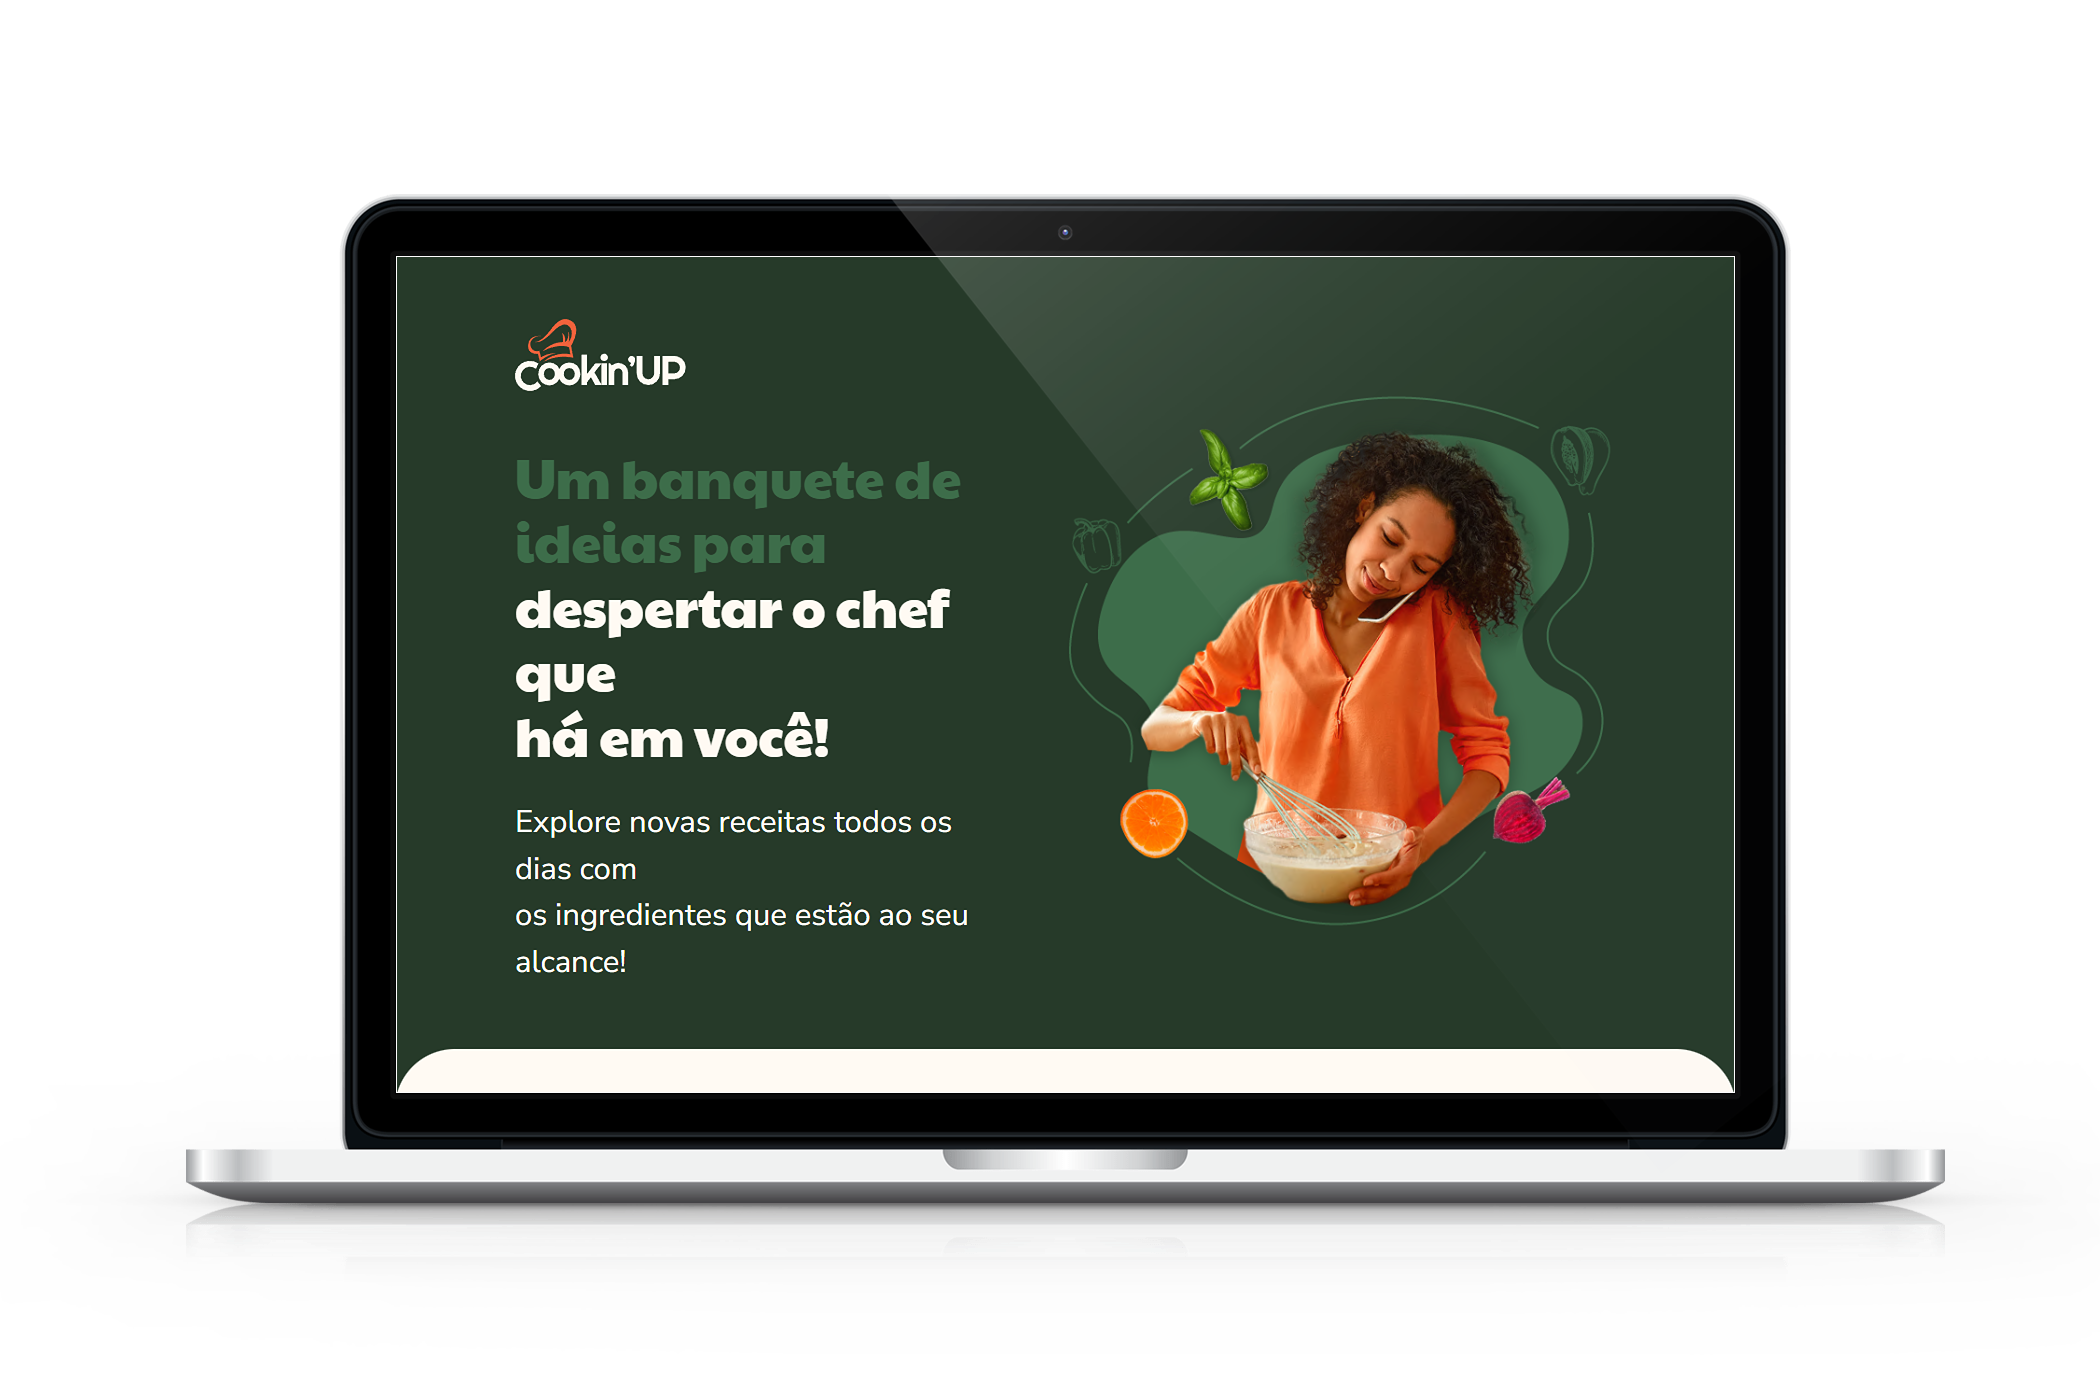 Cookin'UP
Um banquete de
ideias para
despertar o chef
que
há em você!
Explore novas receitas todos os
dias com
os ingredientes que estão ao seu
alcance!